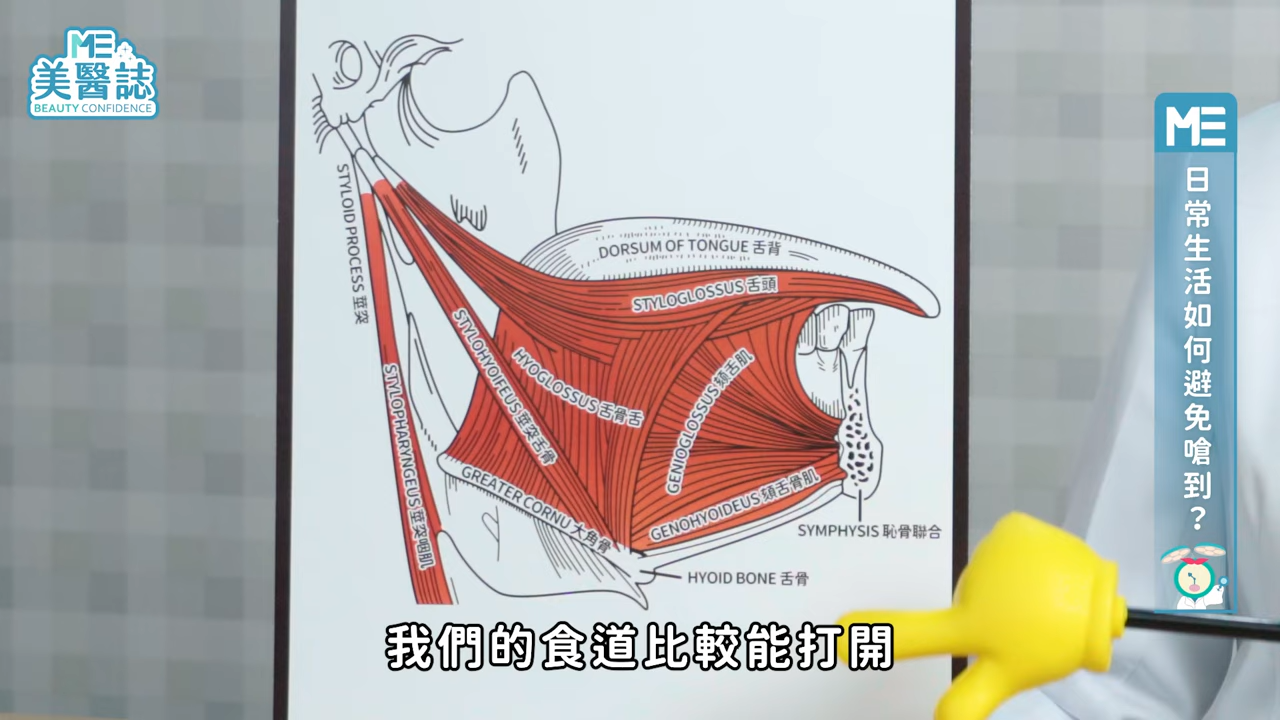 ME
美醫誌
BEAUTY CONFIDENCE
ME
日常生活如何避免嗆到？
STYLOID PROCESS 莖突
DORSUM OF TONGUE 舌背
STYLOGLOSSUS 舌頭
STYLOHYOIFEUS 莖突舌骨
HYOGLOSSUS 舌骨舌
GENIOGLOSSUS 頦舌肌
STYLOPHARYNGEUS 莖突咽肌
GREATER CORNU 大角骨
GENOHYOIDEUS 頦舌骨肌
SYMPHYSIS 恥骨聯合
HYOID BONE 舌骨
我們的食道比較能打開